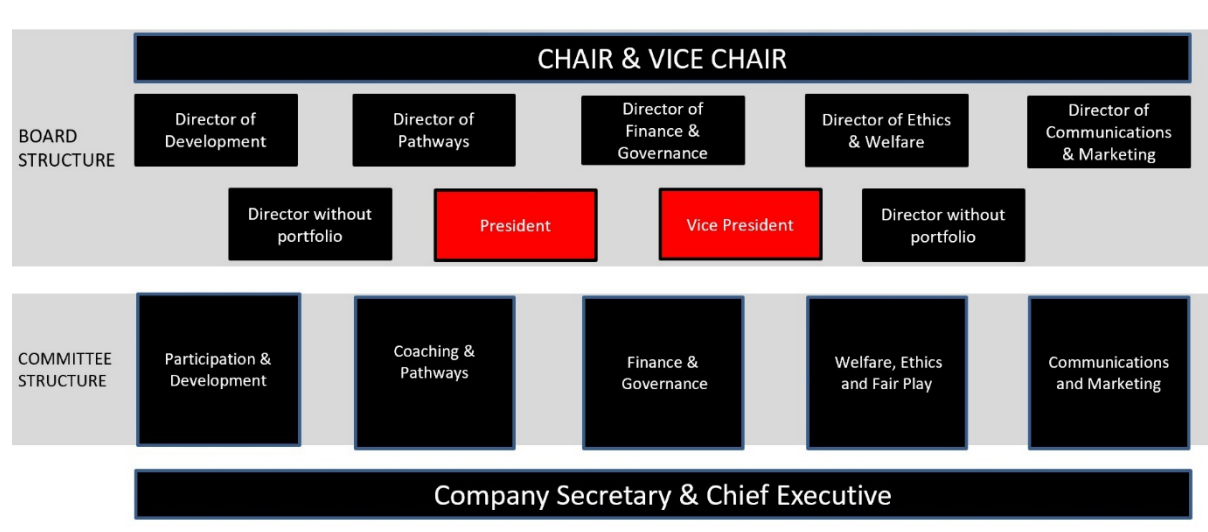 CHAIR & VICE CHAIR
BOARD
STRUCTURE
Director of
Development
Director of
Pathways
Director of
Finance &
Governance
Director of Ethics
& Welfare
Director of
Communications
& Marketing
Director without
portfolio
President
Vice President
Director without
portfolio
COMMITTEE
STRUCTURE
Participation &
Development
Coaching &
Pathways
Finance &
Governance
Welfare, Ethics
and Fair Play
Communications
and Marketing
Company Secretary & Chief Executive